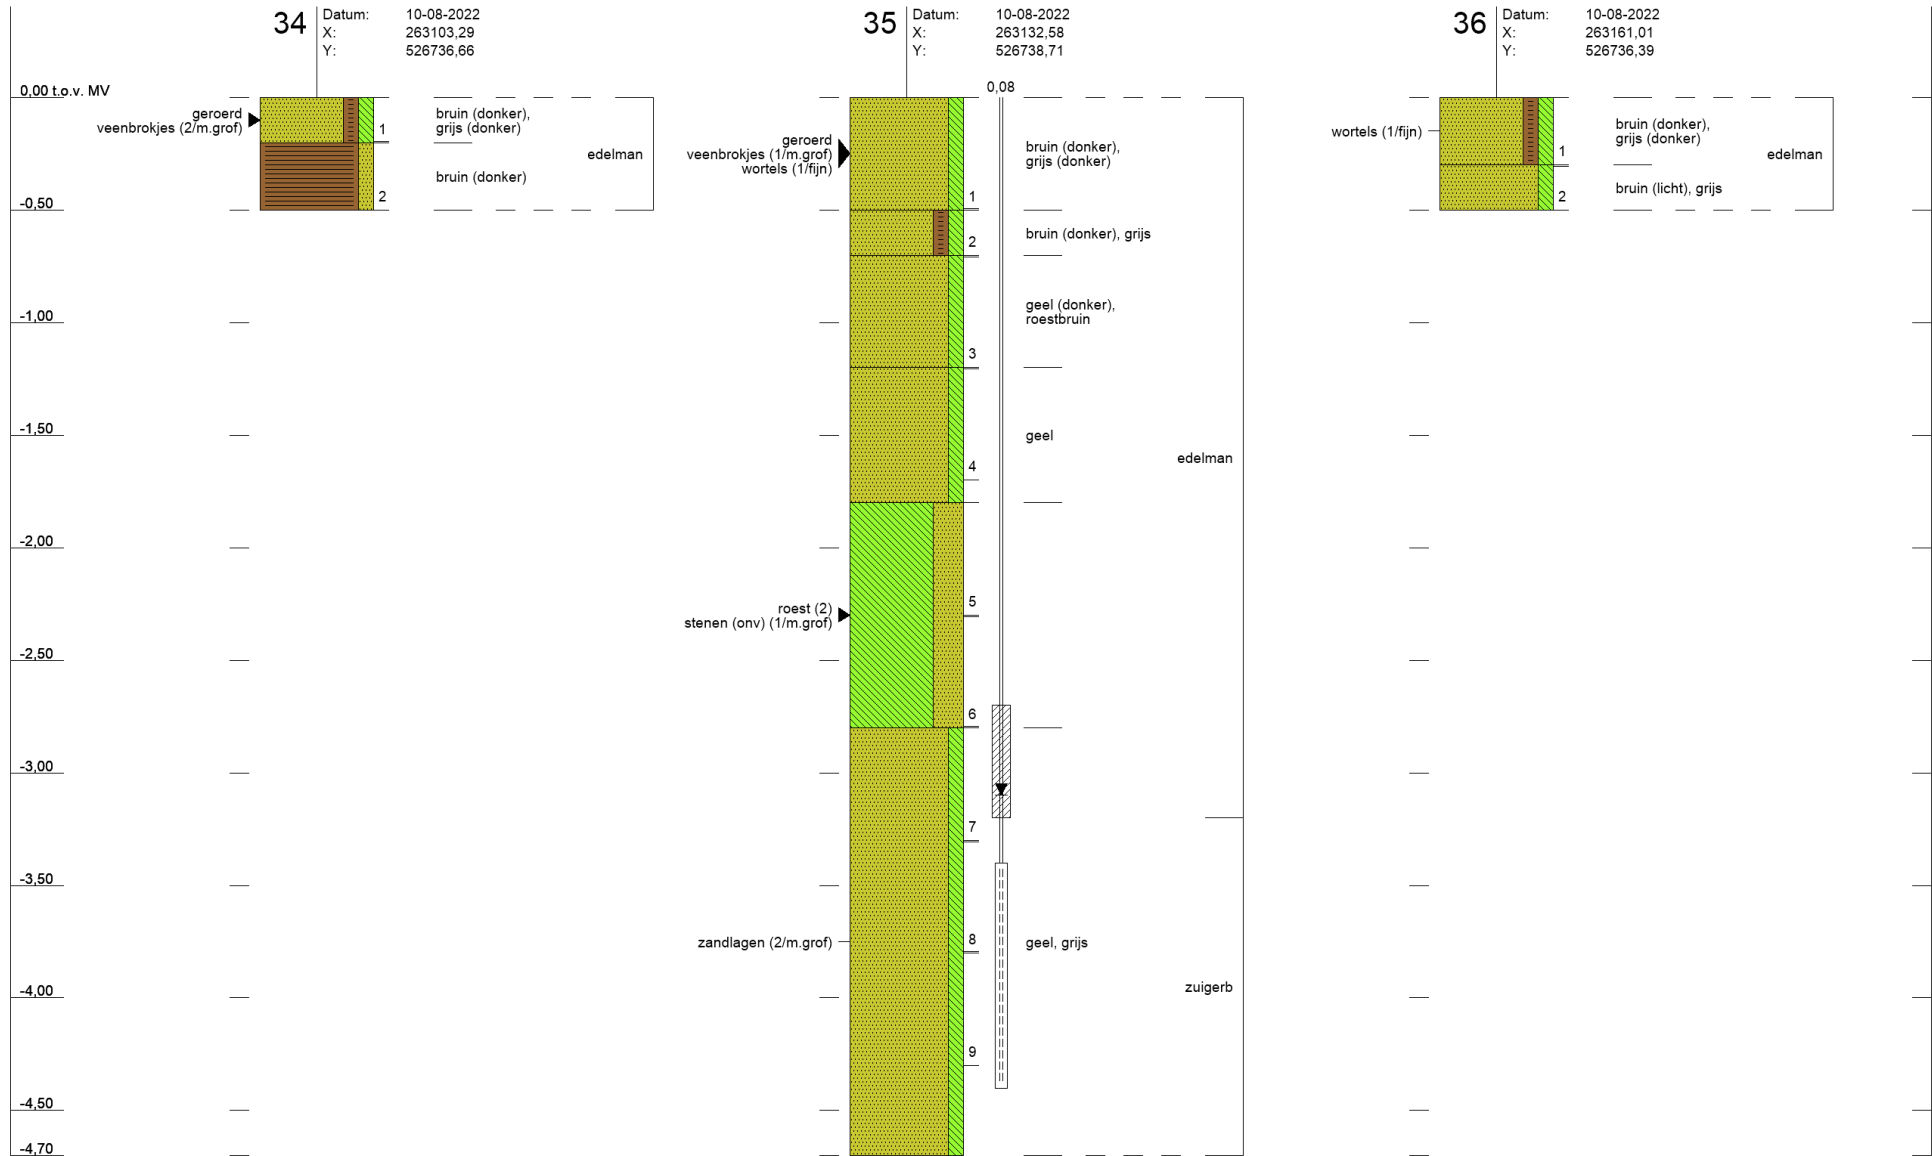 34
Datum: 10-08-2022
X: 263103,29
Y: 526736,66
35
Datum: 10-08-2022
X: 263132,58
Y: 526738,71
36
Datum: 10-08-2022
X: 263161,01
Y: 526736,39
0,00 t.o.v. MV
-0,50
-1,00
-1,50
-2,00
-2,50
-3,00
-3,50
-4,00
-4,50
-4,70
geroerd
veenbrokjes (2/m.grof)
1
2
bruin (donker),
grijs (donker)
bruin (donker)
edelman
geroerd
veenbrokjes (1/m.grof)
wortels (1/fijn)
roest (2)
stenen (onv) (1/m.grof)
zandlagen (2/m.grof)
1
2
3
4
5
6
7
8
9
0,08
bruin (donker),
grijs (donker)
bruin (donker), grijs
geel (donker),
roestbruin
geel
geel, grijs
edelman
zuigerb
wortels (1/fijn)
1
2
bruin (donker),
grijs (donker)
bruin (licht), grijs
edelman